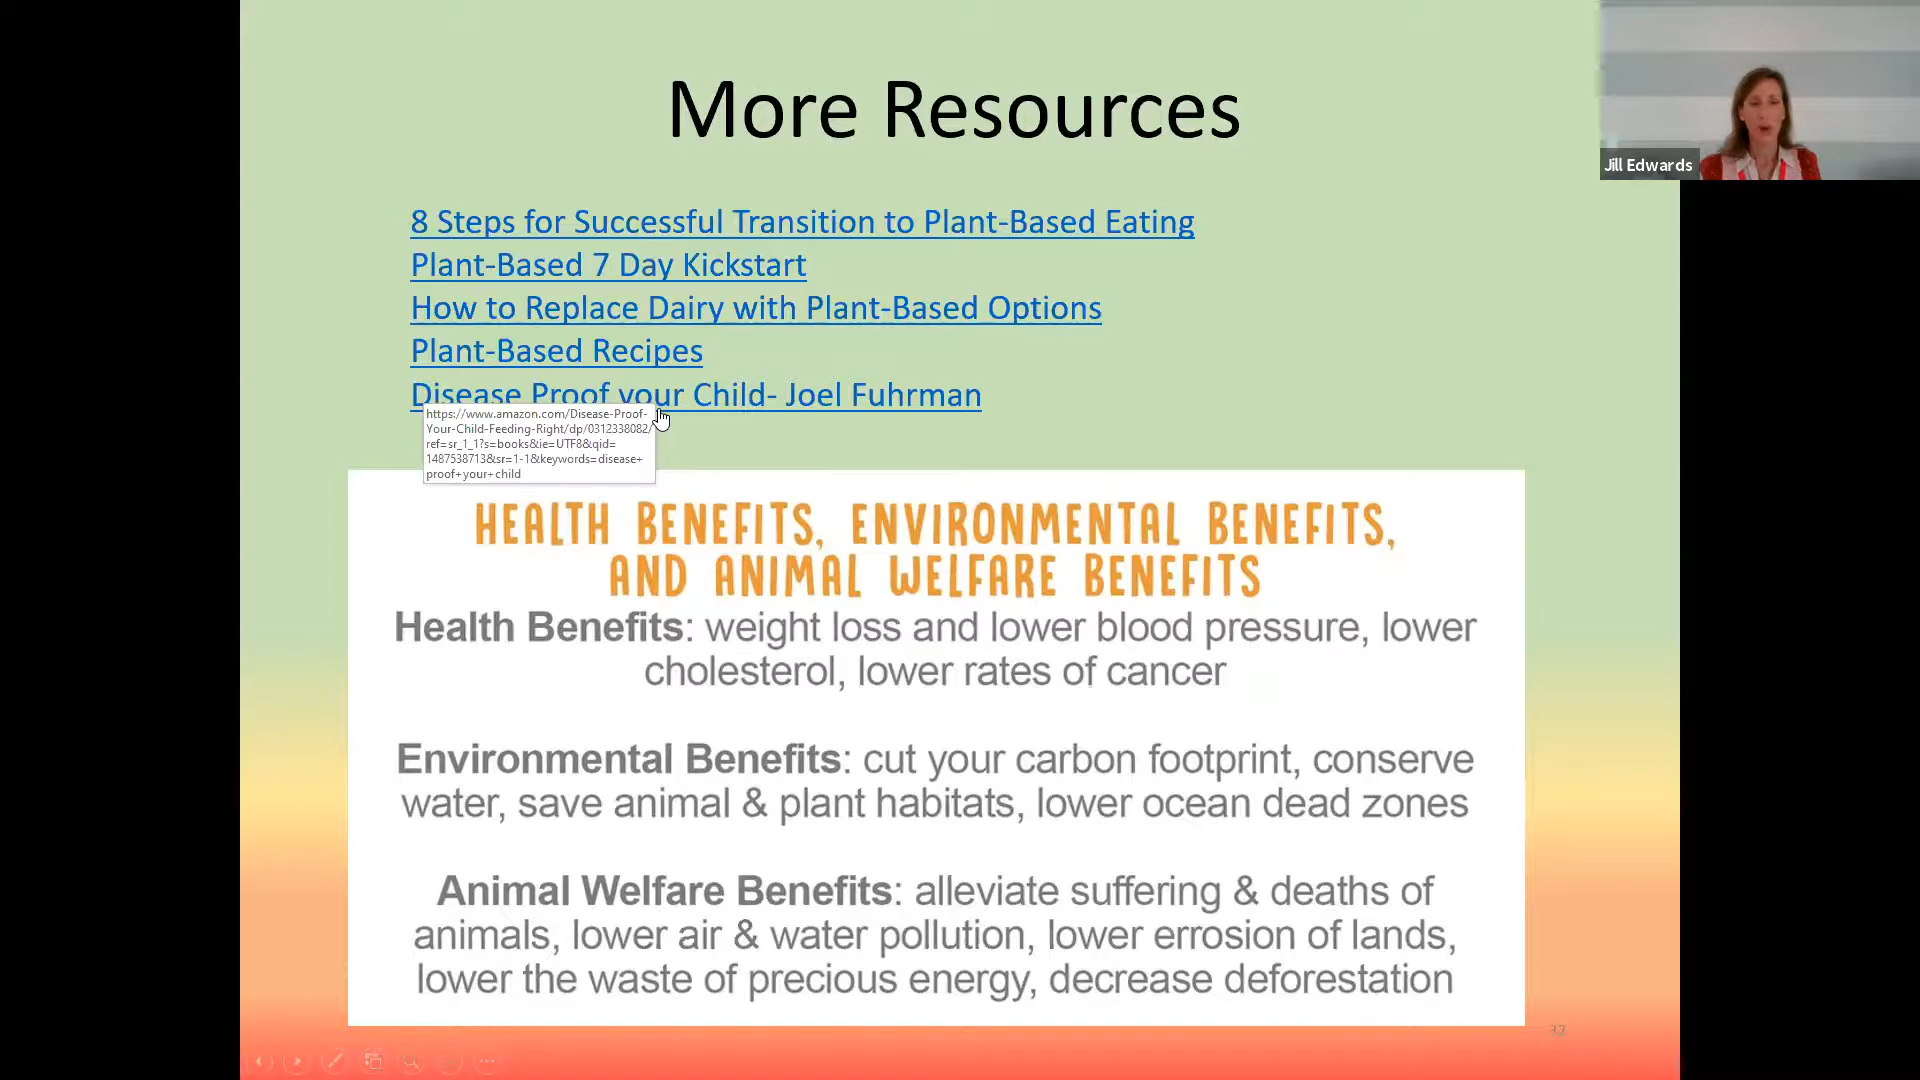 More Resources
Jill Edwards
8 Steps for Successful Transition to Plant-Based Eating
Plant-Based 7 Day Kickstart
How to Replace Dairy with Plant-Based Options
Plant-Based Recipes
Disease Proof your Child- Joel Fuhrman
https://www.amazon.com/Disease-Proof-
Your-Child-Feeding-Right/dp/0312338082/
ref=sr_1_1?s=books&ie=UTF8&qid=
1487538713&sr=1-1&keywords=disease+
proof+your+child
HEALTH BENEFITS, ENVIRONMENTAL BENEFITS,
AND ANIMAL WELFARE BENEFITS
Health Benefits: weight loss and lower blood pressure, lower
cholesterol, lower rates of cancer
Environmental Benefits: cut your carbon footprint, conserve
water, save animal & plant habitats, lower ocean dead zones
Animal Welfare Benefits: alleviate suffering & deaths of
animals, lower air & water pollution, lower errosion of lands,
lower the waste of precious energy, decrease deforestation
32